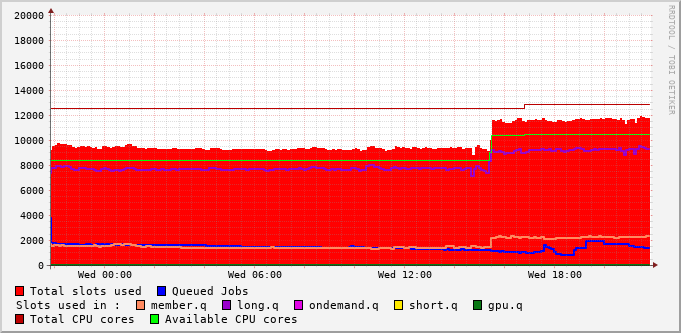 20000
18000
16000
14000
12000
10000
8000
6000
4000
2000
0
Wed 00:00 Wed 06:00 Wed 12:00 Wed 18:00
RRDTOOL / TOBI OETIKER
Total slots used Queued Jobs
Slots used in : member.q long.q ondemand.q short.q gpu.q
Total CPU cores Available CPU cores